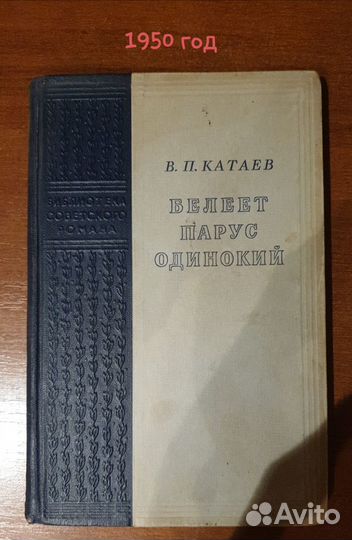 1950 год
В. П. КАТАЕВ
БЕЛЕЕТ
ПАРУС
ОДИНОКИЙ
БИБЛИОТЕКА
СОВЕТСКОГО
РОМАНА
Avito